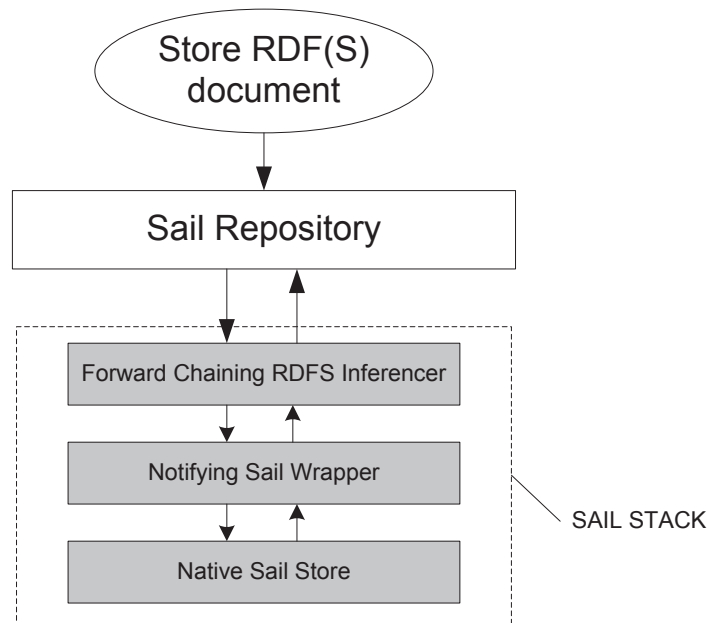 Store RDF(S)
document
Sail Repository
Forward Chaining RDFS Inferencer
Notifying Sail Wrapper
Native Sail Store
SAIL STACK